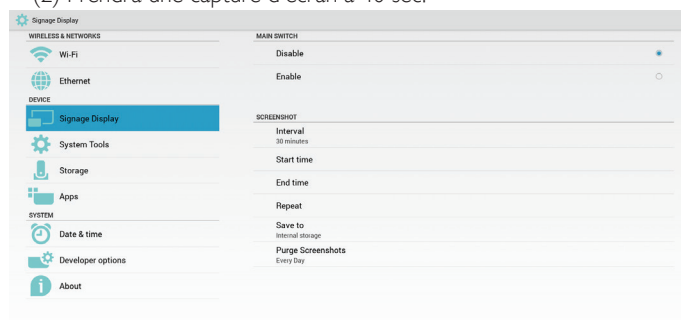 (2) Prendra une capture d'écran à 40 sec.
Signage Display
WIRELESS & NETWORKS
Wi-Fi
Ethernet
DEVICE
Signage Display
System Tools
Storage
Apps
SYSTEM
Date & time
Developer options
About
MAIN SWITCH
Disable
Enable
SCREENSHOT
Interval
30 minutes
Start time
End time
Repeat
Save to
Internal storage
Purge Screenshots
Every Day